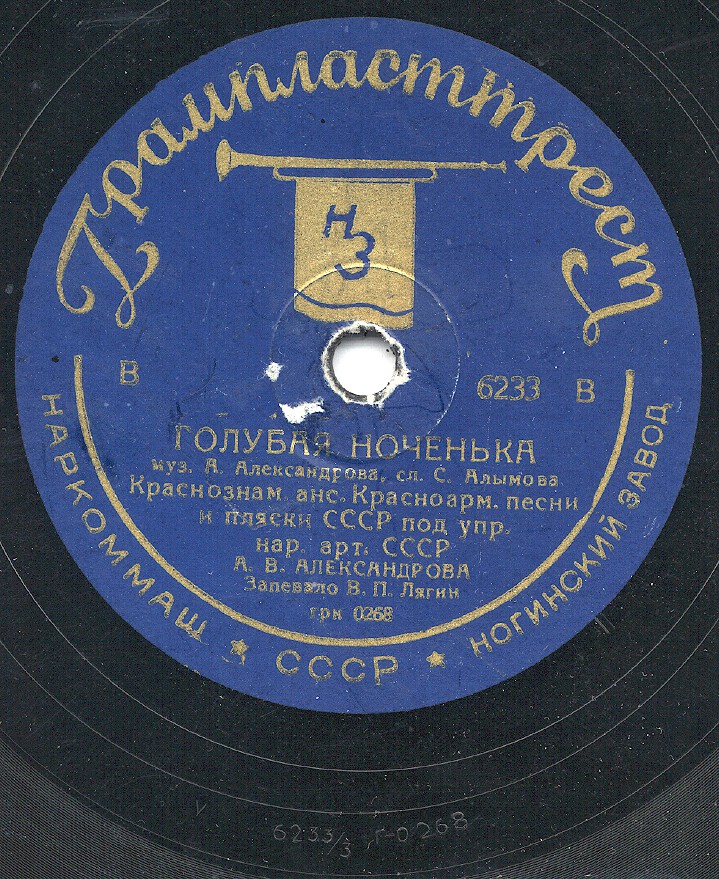 Грампласттрест
НЗ
В 6233 В
ГОЛУБАЯ НОЧЕНЬКА
муз. А. Александрова, сл. С. Алымова
Краснознам. анс. Красноарм. песни
и пляски СССР под упр.
нар. арт. СССР
А. В. АЛЕКСАНДРОВА
Запевало В. П. Лягин
грк 0268
НАРКОММАШ ★ СССР ★ НОГИНСКИЙ ЗАВОД
6233/3 Г-0268